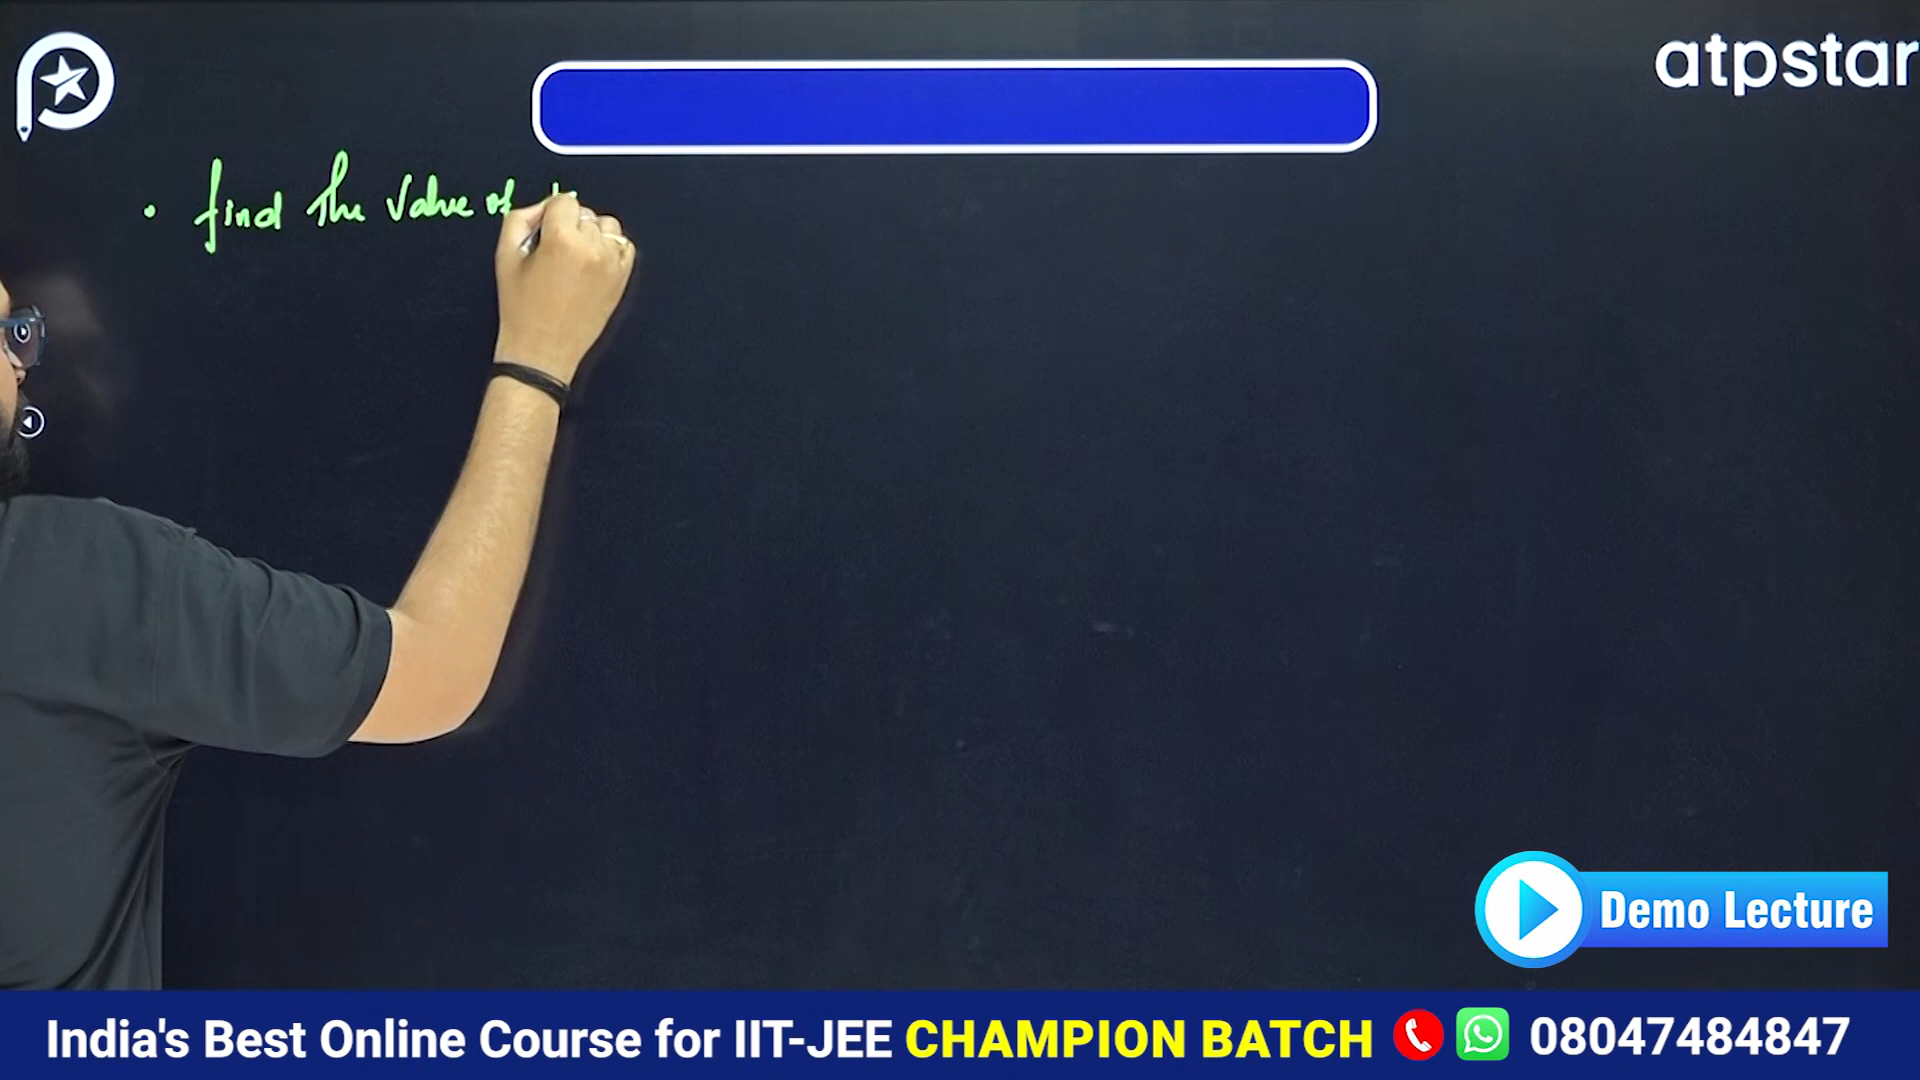 atpstar
• find the value of
Demo Lecture
India's Best Online Course for IIT-JEE CHAMPION BATCH 08047484847